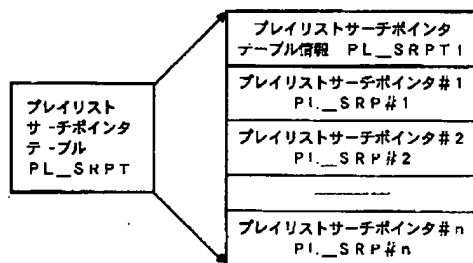 プレイリスト
サーチポインタ
テーブル
PL_SRPT
プレイリストサーチポインタ
テーブル情報 PL_SRPTI
プレイリストサーチポインタ#1
PL_SRP#1
プレイリストサーチポインタ#2
PL_SRP#2
プレイリストサーチポインタ#n
PL_SRP#n